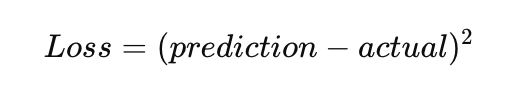 Loss = (prediction − actual)²